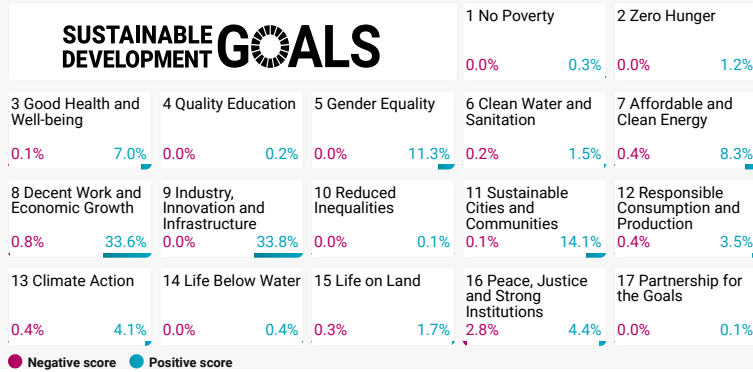 SUSTAINABLE
DEVELOPMENT
GOALS
1 No Poverty
0.0% 0.3%
2 Zero Hunger
0.0% 1.2%
3 Good Health and
Well-being
0.1% 7.0%
4 Quality Education
0.0% 0.2%
5 Gender Equality
0.0% 11.3%
6 Clean Water and
Sanitation
0.2% 1.5%
7 Affordable and
Clean Energy
0.4% 8.3%
8 Decent Work and
Economic Growth
0.8% 33.6%
9 Industry,
Innovation and
Infrastructure
0.0% 33.8%
10 Reduced
Inequalities
0.0% 0.1%
11 Sustainable
Cities and
Communities
0.1% 14.1%
12 Responsible
Consumption and
Production
0.4% 3.5%
13 Climate Action
0.4% 4.1%
14 Life Below Water
0.0% 0.4%
15 Life on Land
0.3% 1.7%
16 Peace, Justice
and Strong
Institutions
2.8% 4.4%
17 Partnership for
the Goals
0.0% 0.1%
Negative score Positive score